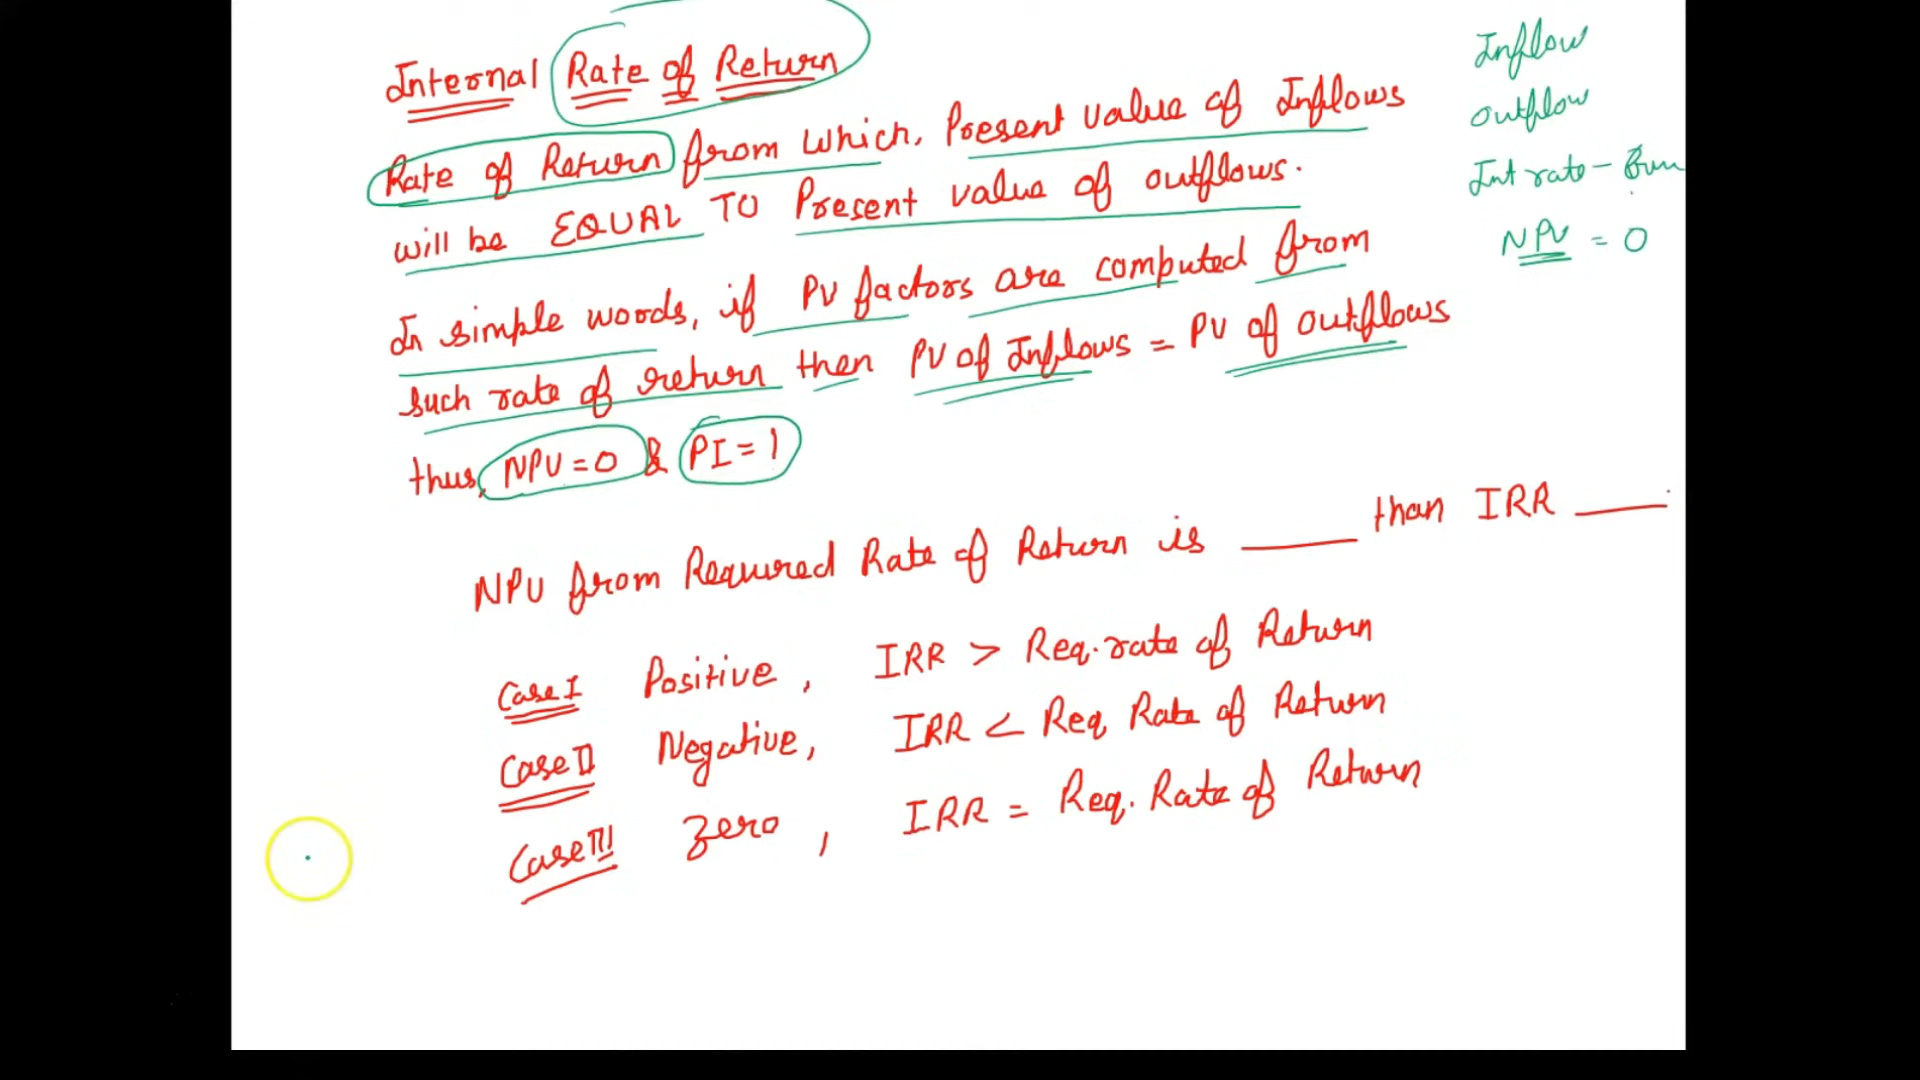 Internal Rate of Return
Rate of Return from which, Present value of Inflows
will be EQUAL TO Present value of outflows.
In simple words, if PV factors are computed from
such rate of return then PV of Inflows = PV of outflows
thus, NPV = 0 & PI = 1
NPV from Required Rate of Return is ____ than IRR ____
Case I Positive, IRR > Req. rate of Return
Case II Negative, IRR < Req. Rate of Return
Case III Zero, IRR = Req. Rate of Return
Inflow
outflow
Int rate -
NPV = 0